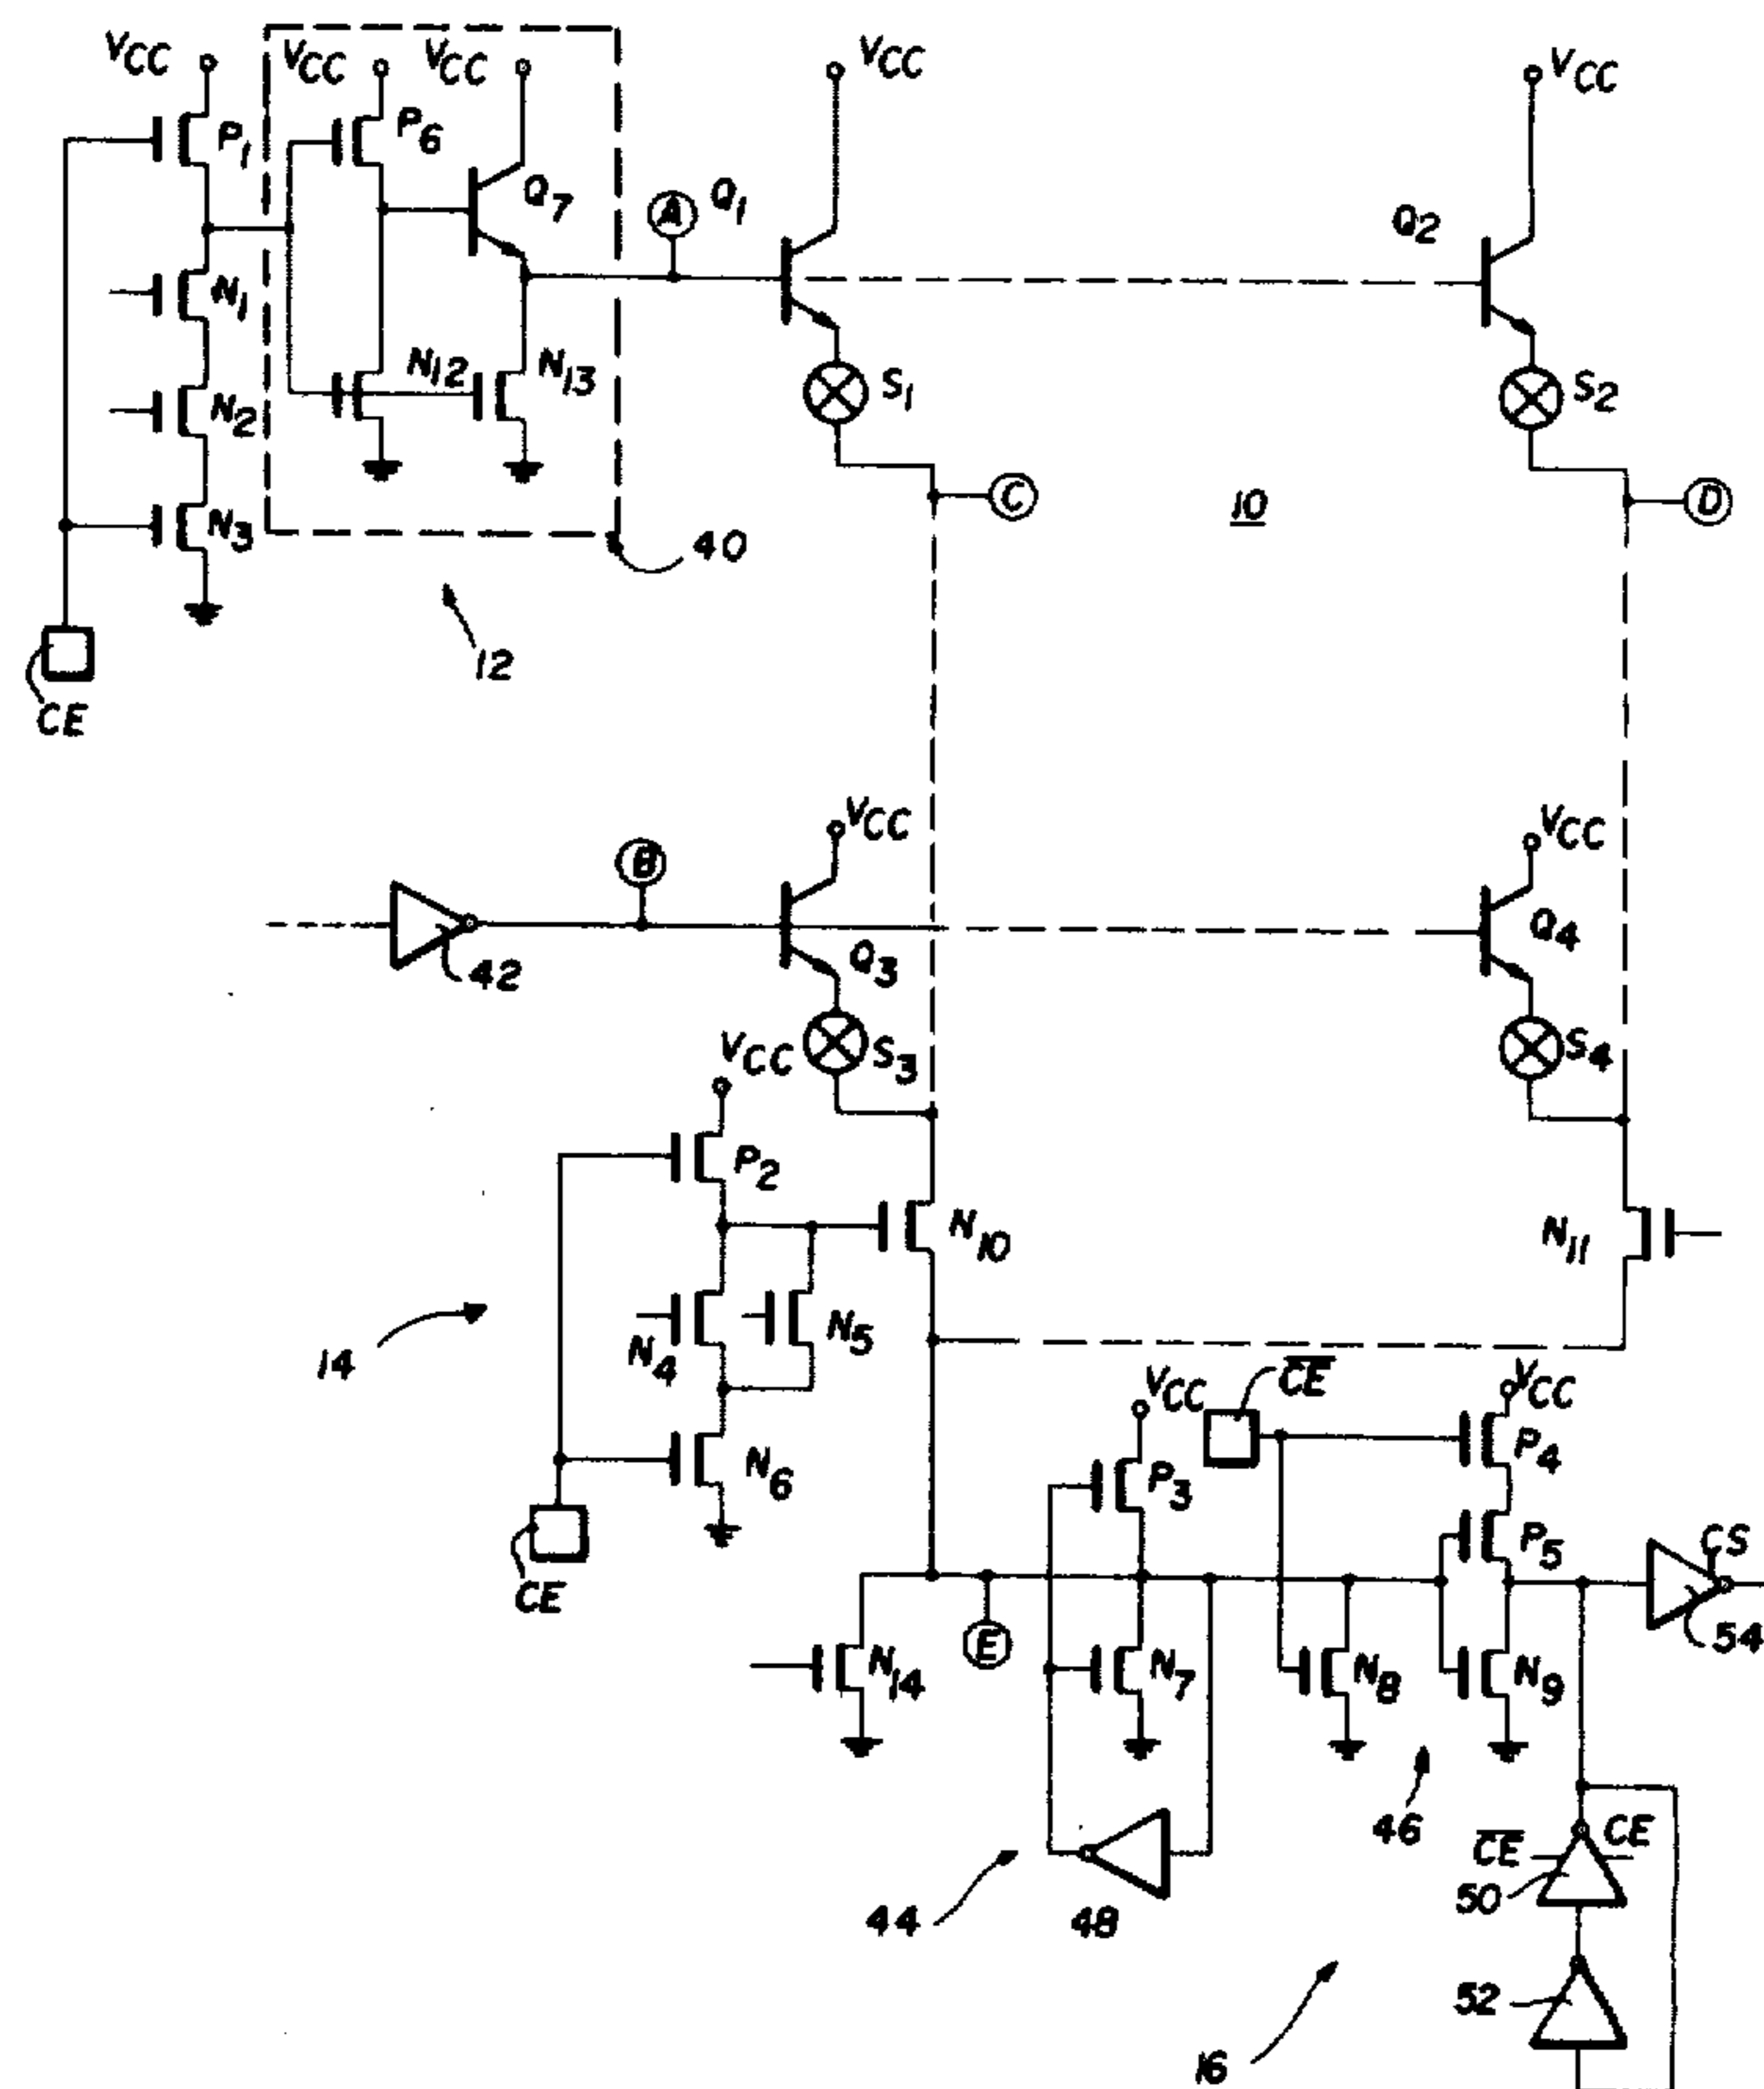 VCC
VCC
VCC
VCC
VCC
P1
P6
Q7
A
Q1
Q2
N1
N12
N13
S1
S2
N2
C
10
D
N3
40
12
CE
VCC
VCC
B
Q3
Q4
42
VCC
S3
S4
P2
N10
N11
N4
N5
14
CE
VCC
VCC
P4
N6
P3
P5
CS
CE
E
54
N14
N7
N8
N9
46
CE
CE
50
44
48
52
16